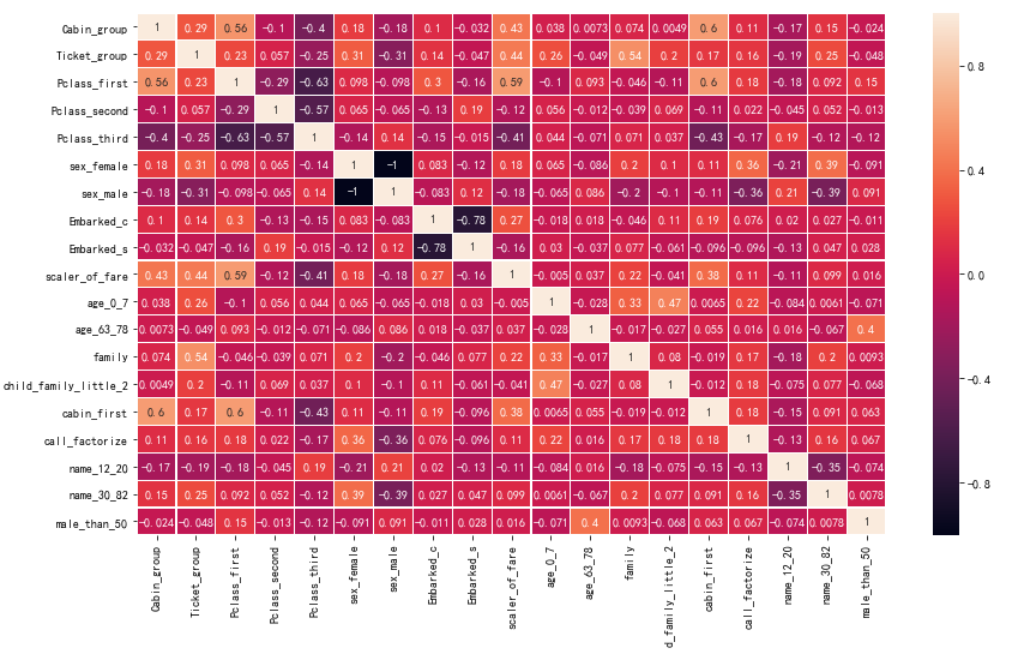 Cabin_group 1 0.29 0.56 -0.1 -0.4 0.18 -0.18 0.1 -0.032 0.43 0.038 0.0073 0.074 0.0049 0.6 0.11 -0.17 0.15 -0.024
Ticket_group 0.29 1 0.23 0.057 -0.25 0.31 -0.31 0.14 -0.047 0.44 0.26 -0.049 0.54 0.2 0.17 0.16 -0.19 0.25 -0.048
Pclass_first 0.56 0.23 1 -0.29 -0.63 0.098 -0.098 0.3 -0.16 0.59 -0.1 0.093 -0.046 -0.11 0.6 0.18 -0.18 0.092 0.15
Pclass_second -0.1 0.057 -0.29 1 -0.57 0.065 -0.065 -0.13 0.19 -0.12 0.056 -0.012 -0.039 0.069 -0.11 0.022 -0.045 0.052 -0.013
Pclass_third -0.4 -0.25 -0.63 -0.57 1 -0.14 0.14 -0.15 -0.015 -0.41 0.044 -0.071 0.071 0.037 -0.43 -0.17 0.19 -0.12 -0.12
sex_female 0.18 0.31 0.098 0.065 -0.14 1 -1 0.083 -0.12 0.18 0.065 -0.086 0.2 0.1 0.11 0.36 -0.21 0.39 -0.091
sex_male -0.18 -0.31 -0.098 -0.065 0.14 -1 1 -0.083 0.12 -0.18 -0.065 0.086 -0.2 -0.1 -0.11 -0.36 0.21 -0.39 0.091
Embarked_c 0.1 0.14 0.3 -0.13 -0.15 0.083 -0.083 1 -0.78 0.27 -0.018 0.018 -0.046 0.11 0.19 0.076 0.02 0.027 -0.011
Embarked_s -0.032 -0.047 -0.16 0.19 -0.015 -0.12 0.12 -0.78 1 -0.16 0.03 -0.037 0.077 -0.061 -0.096 -0.096 -0.13 0.047 0.028
scaler_of_fare 0.43 0.44 0.59 -0.12 -0.41 0.18 -0.18 0.27 -0.16 1 -0.005 0.037 0.22 -0.041 0.38 0.11 -0.11 0.099 0.016
age_0_7 0.038 0.26 -0.1 0.056 0.044 0.065 -0.065 -0.018 0.03 -0.005 1 -0.028 0.33 0.47 0.0065 0.22 -0.084 0.0061 -0.071
age_63_78 0.0073 -0.049 0.093 -0.012 -0.071 -0.086 0.086 0.018 -0.037 0.037 -0.028 1 -0.017 -0.027 0.055 0.016 0.016 -0.067 0.4
family 0.074 0.54 -0.046 -0.039 0.071 0.2 -0.2 -0.046 0.077 0.22 0.33 -0.017 1 0.08 -0.019 0.17 -0.18 0.2 0.0093
child_family_little_2 0.0049 0.2 -0.11 0.069 0.037 0.1 -0.1 0.11 -0.061 -0.041 0.47 -0.027 0.08 1 -0.012 0.18 -0.075 0.077 -0.068
cabin_first 0.6 0.17 0.6 -0.11 -0.43 0.11 -0.11 0.19 -0.096 0.38 0.0065 0.055 -0.019 -0.012 1 0.18 -0.15 0.091 0.063
call_factorize 0.11 0.16 0.18 0.022 -0.17 0.36 -0.36 0.076 -0.096 0.11 0.22 0.016 0.17 0.18 0.18 1 -0.13 0.16 0.067
name_12_20 -0.17 -0.19 -0.18 -0.045 0.19 -0.21 0.21 0.02 -0.13 -0.11 -0.084 0.016 -0.18 -0.075 -0.15 -0.13 1 -0.35 -0.074
name_30_82 0.15 0.25 0.092 0.052 -0.12 0.39 -0.39 0.027 0.047 0.099 0.0061 -0.067 0.2 0.077 0.091 0.16 -0.35 1 0.0078
male_than_50 -0.024 -0.048 0.15 -0.013 -0.12 -0.091 0.091 -0.011 0.028 0.016 -0.071 0.4 0.0093 -0.068 0.063 0.067 -0.074 0.0078 1
Cabin_group
Ticket_group
Pclass_first
Pclass_second
Pclass_third
sex_female
sex_male
Embarked_c
Embarked_s
scaler_of_fare
age_0_7
age_63_78
family
d_family_little_2
cabin_first
call_factorize
name_12_20
name_30_82
male_than_50
0.8
0.4
0.0
-0.4
-0.8